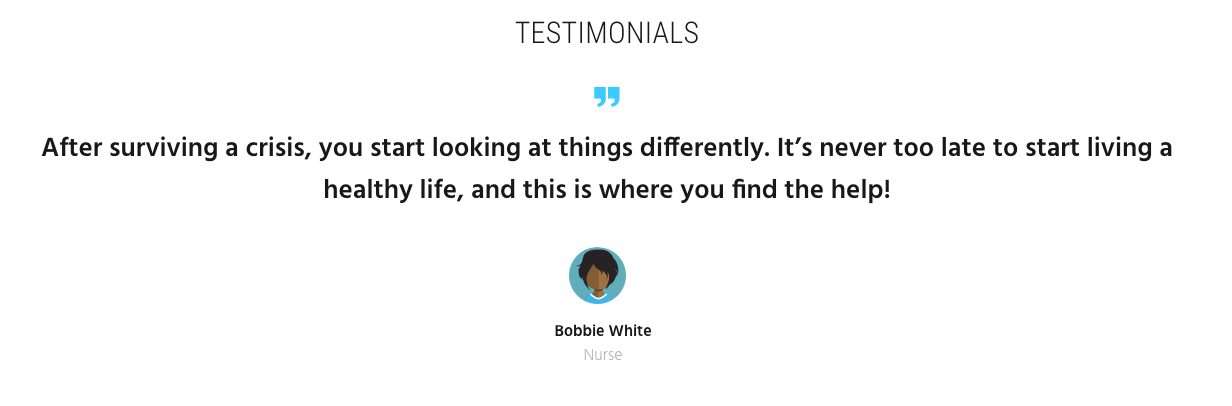 TESTIMONIALS
”
After surviving a crisis, you start looking at things differently. It’s never too late to start living a
healthy life, and this is where you find the help!
Bobbie White
Nurse